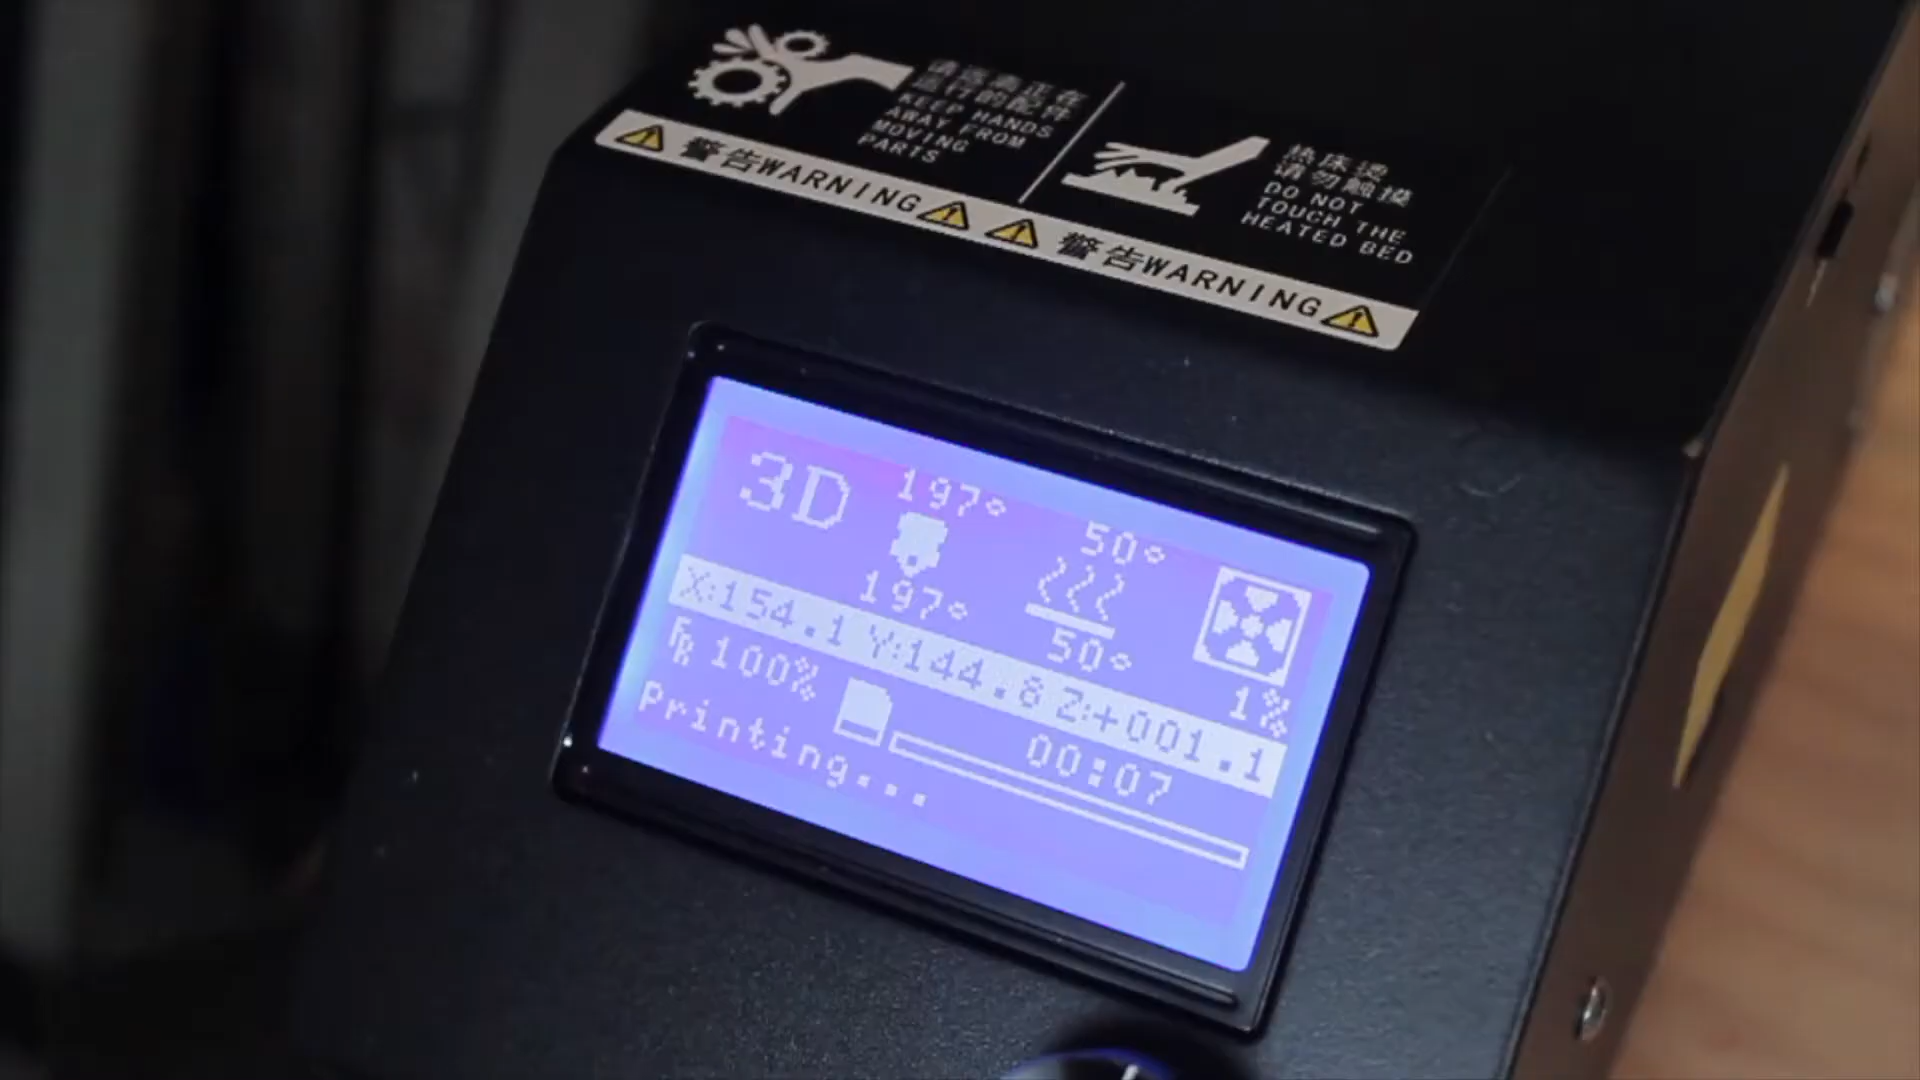 请远离正在
运行的配件
KEEP HANDS
AWAY FROM
MOVING
PARTS
热床烫
请勿触摸
DO NOT
TOUCH THE
HEATED BED
警告WARNING
警告WARNING
3D
197°
50°
197°
50°
1%
X:154.1 Y:144.8 Z:+001.1
FR 100%
00:07
Printing...